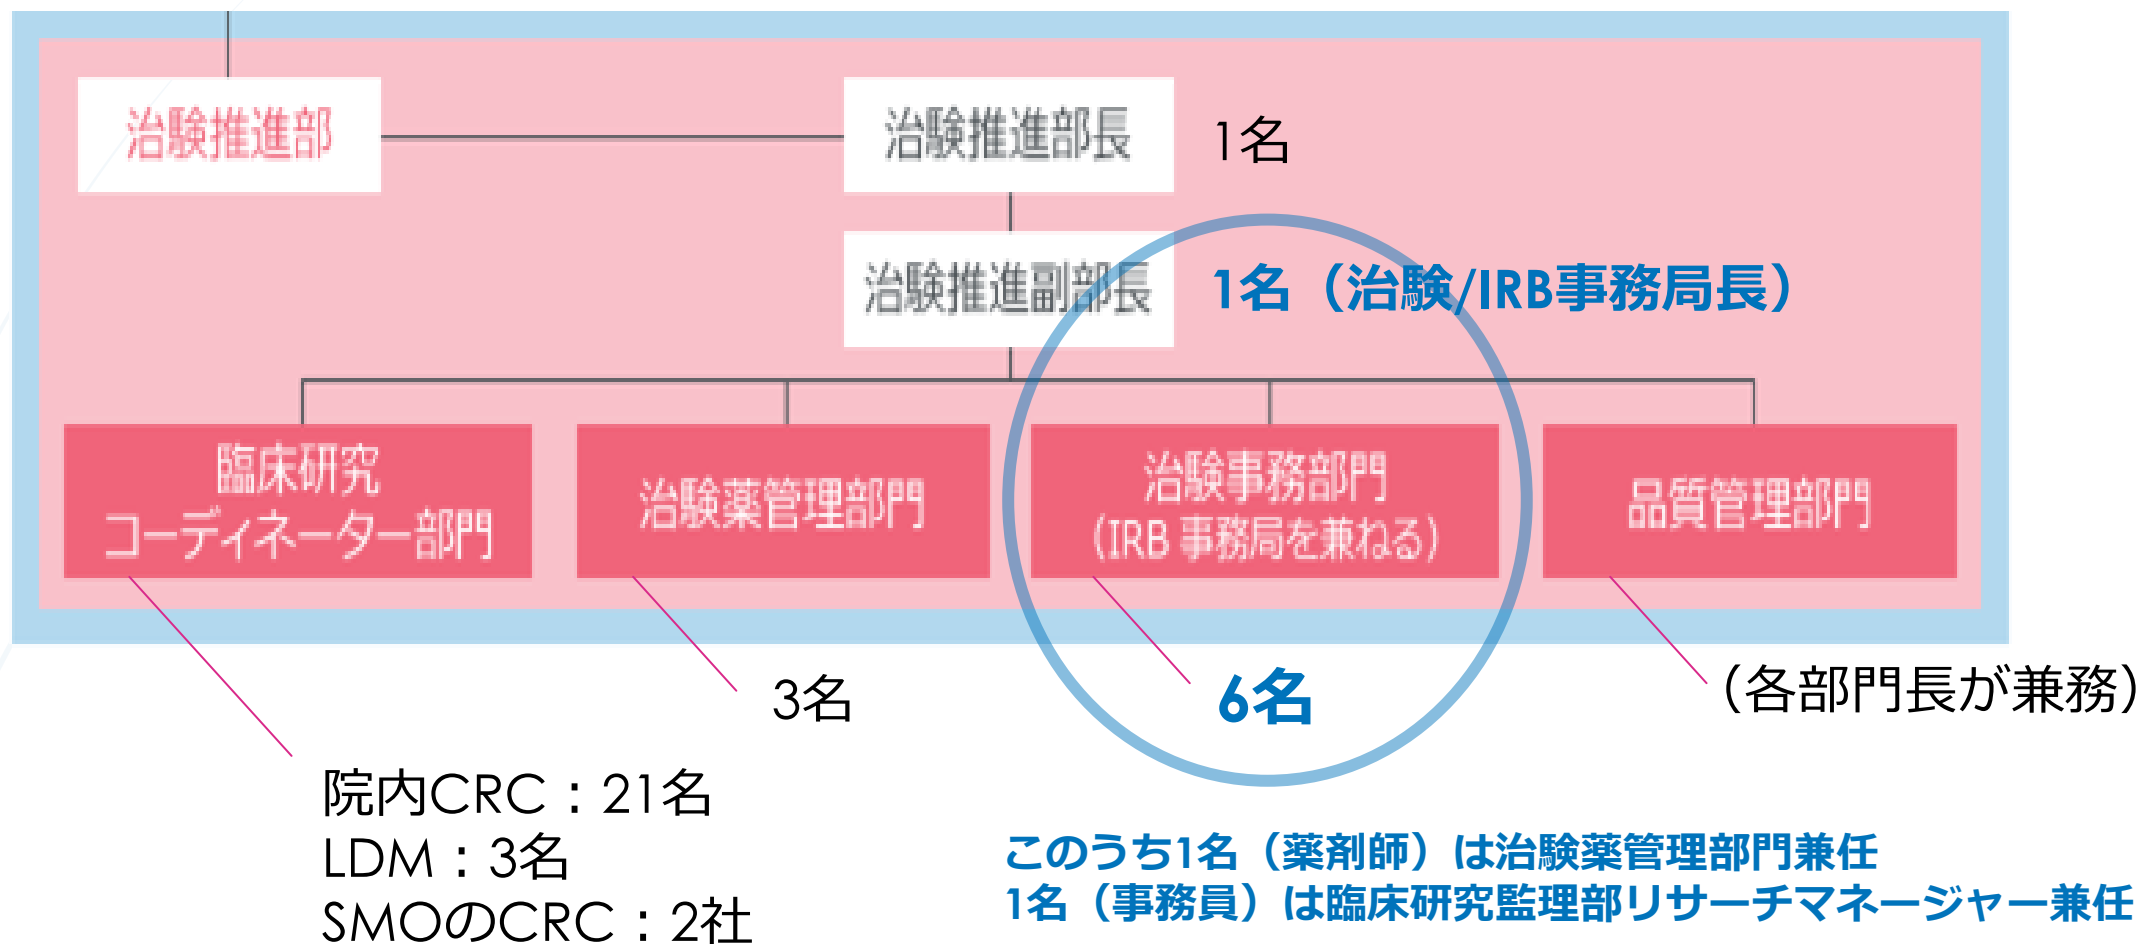 治験推進部
治験推進部長
1名
治験推進副部長
1名（治験/IRB事務局長）
臨床研究
コーディネーター部門
治験薬管理部門
治験事務部門
（IRB 事務局を兼ねる）
品質管理部門
3名
6名
（各部門長が兼務）
院内CRC：21名
LDM：3名
SMOのCRC：2社
このうち1名（薬剤師）は治験薬管理部門兼任
1名（事務員）は臨床研究監理部リサーチマネージャー兼任